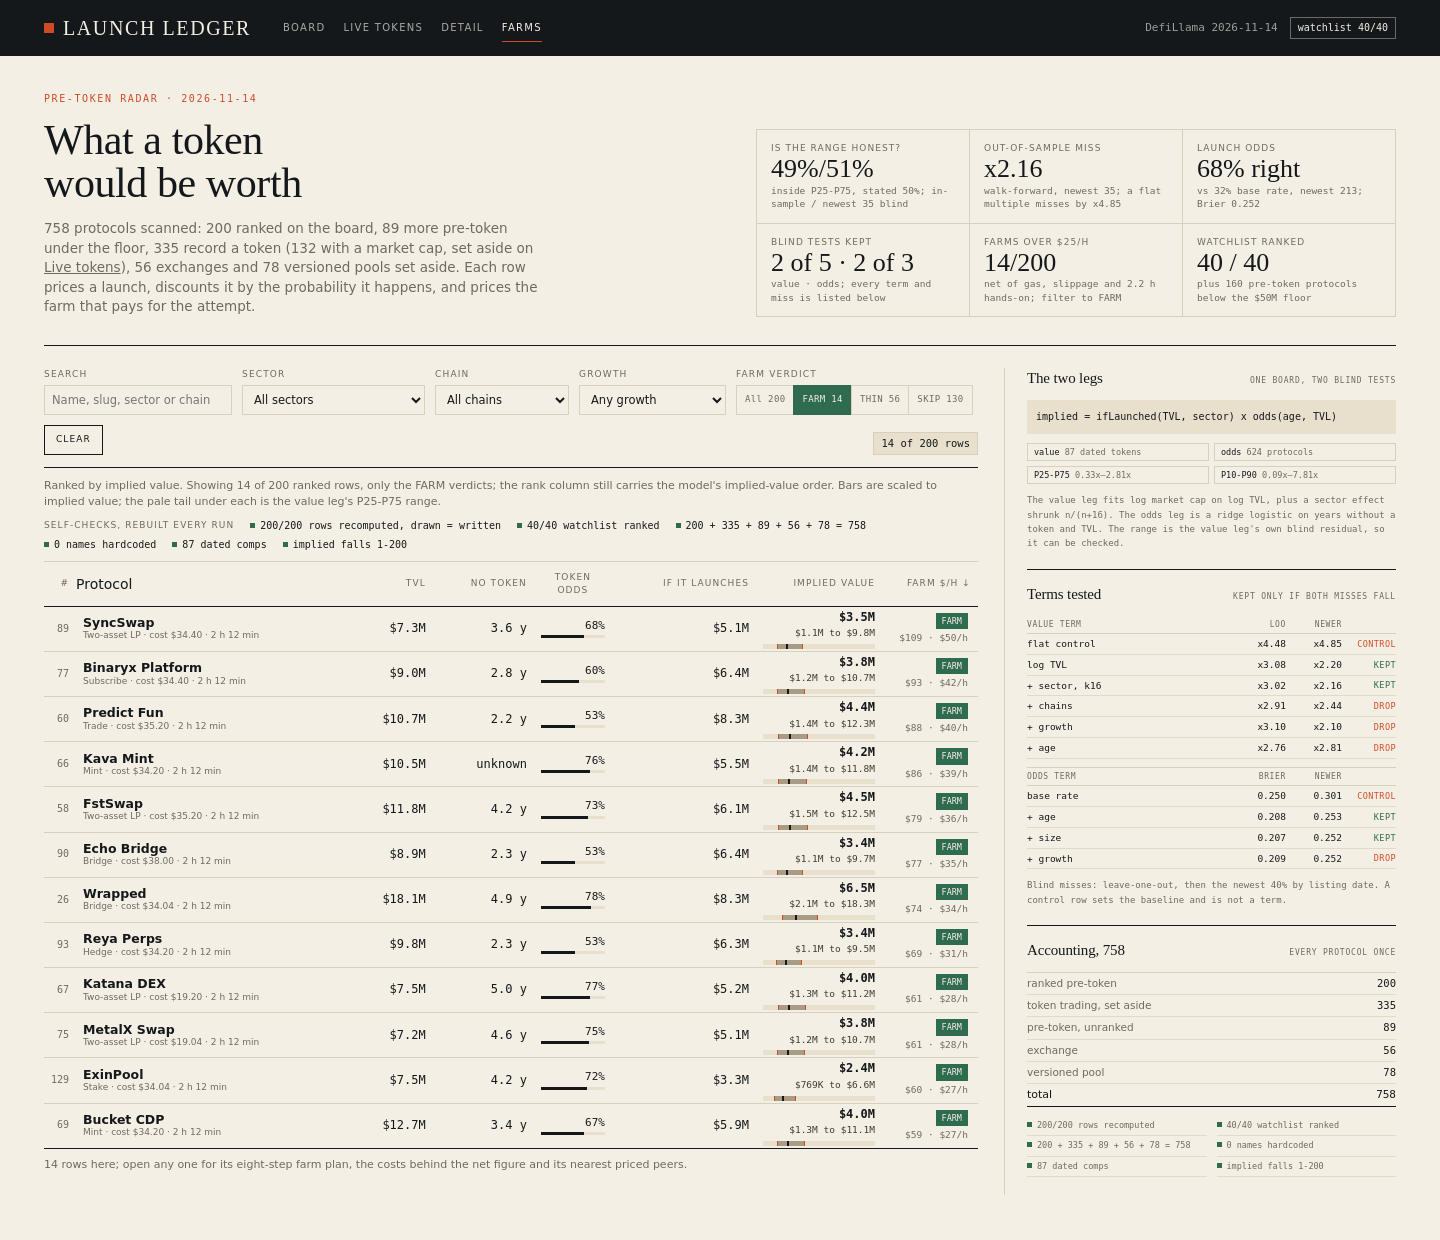 LAUNCH LEDGER
BOARD LIVE TOKENS DETAIL FARMS
DefiLlama 2026-11-14 watchlist 40/40
PRE-TOKEN RADAR · 2026-11-14
What a token
would be worth
758 protocols scanned: 200 ranked on the board, 89 more pre-token
under the floor, 335 record a token (132 with a market cap, set aside on
Live tokens), 56 exchanges and 78 versioned pools set aside. Each row
prices a launch, discounts it by the probability it happens, and prices the
farm that pays for the attempt.
IS THE RANGE HONEST?
49%/51%
inside P25-P75, stated 50%; in-
sample / newest 35 blind
OUT-OF-SAMPLE MISS
x2.16
walk-forward, newest 35; a flat
multiple misses by x4.85
LAUNCH ODDS
68% right
vs 32% base rate, newest 213;
Brier 0.252
BLIND TESTS KEPT
2 of 5 · 2 of 3
value · odds; every term and
miss is listed below
FARMS OVER $25/H
14/200
net of gas, slippage and 2.2 h
hands-on; filter to FARM
WATCHLIST RANKED
40 / 40
plus 160 pre-token protocols
below the $50M floor
SEARCH SECTOR CHAIN GROWTH FARM VERDICT
Name, slug, sector or chain All sectors All chains Any growth All 200 FARM 14 THIN 56 SKIP 130
CLEAR 14 of 200 rows
Ranked by implied value. Showing 14 of 200 ranked rows, only the FARM verdicts; the rank column still carries the model's implied-value order. Bars are scaled to
implied value; the pale tail under each is the value leg's P25-P75 range.
SELF-CHECKS, REBUILT EVERY RUN 200/200 rows recomputed, drawn = written 40/40 watchlist ranked 200 + 335 + 89 + 56 + 78 = 758
0 names hardcoded 87 dated comps implied falls 1-200
# Protocol TVL NO TOKEN TOKEN ODDS IF IT LAUNCHES IMPLIED VALUE FARM $/H ↓
89 SyncSwap $7.3M 3.6 y 68% $5.1M $3.5M FARM
Two-asset LP · cost $34.40 · 2 h 12 min $1.1M to $9.8M $109 · $50/h
77 Binaryx Platform $9.0M 2.8 y 60% $6.4M $3.8M FARM
Subscribe · cost $34.40 · 2 h 12 min $1.2M to $10.7M $93 · $42/h
60 Predict Fun $10.7M 2.2 y 53% $8.3M $4.4M FARM
Trade · cost $35.20 · 2 h 12 min $1.4M to $12.3M $88 · $40/h
66 Kava Mint $10.5M unknown 76% $5.5M $4.2M FARM
Mint · cost $34.20 · 2 h 12 min $1.4M to $11.8M $86 · $39/h
58 FstSwap $11.8M 4.2 y 73% $6.1M $4.5M FARM
Two-asset LP · cost $35.20 · 2 h 12 min $1.5M to $12.5M $79 · $36/h
90 Echo Bridge $8.9M 2.3 y 53% $6.4M $3.4M FARM
Bridge · cost $38.00 · 2 h 12 min $1.1M to $9.7M $77 · $35/h
26 Wrapped $18.1M 4.9 y 78% $8.3M $6.5M FARM
Bridge · cost $34.04 · 2 h 12 min $2.1M to $18.3M $74 · $34/h
93 Reya Perps $9.8M 2.3 y 53% $6.3M $3.4M FARM
Hedge · cost $34.20 · 2 h 12 min $1.1M to $9.5M $69 · $31/h
67 Katana DEX $7.5M 5.0 y 77% $5.2M $4.0M FARM
Two-asset LP · cost $19.20 · 2 h 12 min $1.3M to $11.2M $61 · $28/h
75 MetalX Swap $7.2M 4.6 y 75% $5.1M $3.8M FARM
Two-asset LP · cost $19.04 · 2 h 12 min $1.2M to $10.7M $61 · $28/h
129 ExinPool $7.5M 4.2 y 72% $3.3M $2.4M FARM
Stake · cost $34.04 · 2 h 12 min $769K to $6.6M $60 · $27/h
69 Bucket CDP $12.7M 3.4 y 67% $5.9M $4.0M FARM
Mint · cost $34.20 · 2 h 12 min $1.3M to $11.1M $59 · $27/h
14 rows here; open any one for its eight-step farm plan, the costs behind the net figure and its nearest priced peers.
The two legs ONE BOARD, TWO BLIND TESTS
implied = ifLaunched(TVL, sector) x odds(age, TVL)
value 87 dated tokens odds 624 protocols
P25-P75 0.33x–2.81x P10-P90 0.09x–7.81x
The value leg fits log market cap on log TVL, plus a sector effect
shrunk n/(n+16). The odds leg is a ridge logistic on years without a
token and TVL. The range is the value leg's own blind residual, so
it can be checked.
Terms tested KEPT ONLY IF BOTH MISSES FALL
VALUE TERM LOO NEWER
flat control x4.48 x4.85 CONTROL
log TVL x3.08 x2.20 KEPT
+ sector, k16 x3.02 x2.16 KEPT
+ chains x2.91 x2.44 DROP
+ growth x3.10 x2.10 DROP
+ age x2.76 x2.81 DROP
ODDS TERM BRIER NEWER
base rate 0.250 0.301 CONTROL
+ age 0.208 0.253 KEPT
+ size 0.207 0.252 KEPT
+ growth 0.209 0.252 DROP
Blind misses: leave-one-out, then the newest 40% by listing date. A
control row sets the baseline and is not a term.
Accounting, 758 EVERY PROTOCOL ONCE
ranked pre-token 200
token trading, set aside 335
pre-token, unranked 89
exchange 56
versioned pool 78
total 758
200/200 rows recomputed 40/40 watchlist ranked
200 + 335 + 89 + 56 + 78 = 758 0 names hardcoded
87 dated comps implied falls 1-200